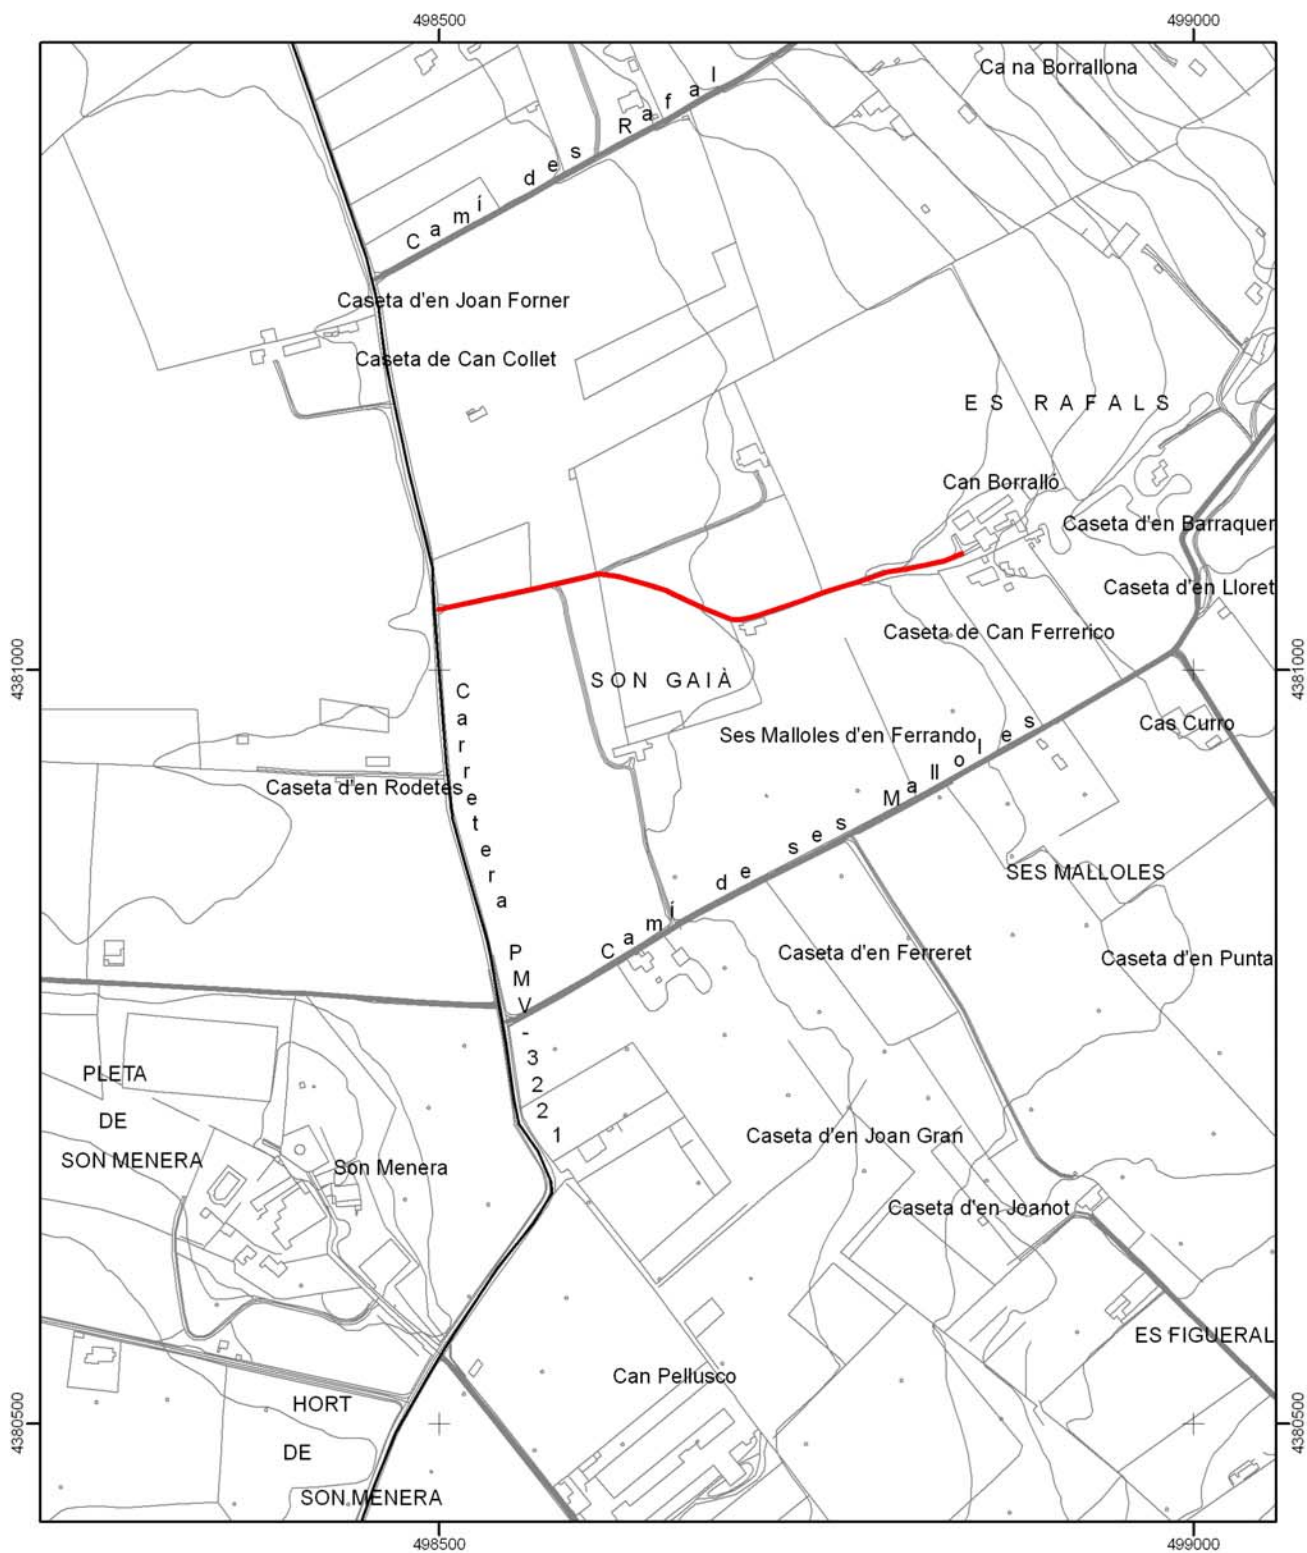 498500
499000
Ca na Borrallona
Camí des Rafal
Caseta d'en Joan Forner
Caseta de Can Collet
ES RAFALS
Can Borralló
Caseta d'en Barraquer
Caseta d'en Lloret
Caseta de Can Ferrerico
4381000
4381000
SON GAIÀ
Carretera PMV-3221
Ses Malloles d'en Ferrando
Cas Curro
Caseta d'en Rodetes
Camí de ses Malloles
SES MALLOLES
Caseta d'en Ferreret
Caseta d'en Punta
PLETA
DE
SON MENERA
Son Menera
Caseta d'en Joan Gran
Caseta d'en Joanot
ES FIGUERAL
Can Pellusco
HORT
DE
SON MENERA
4380500
4380500
498500
499000